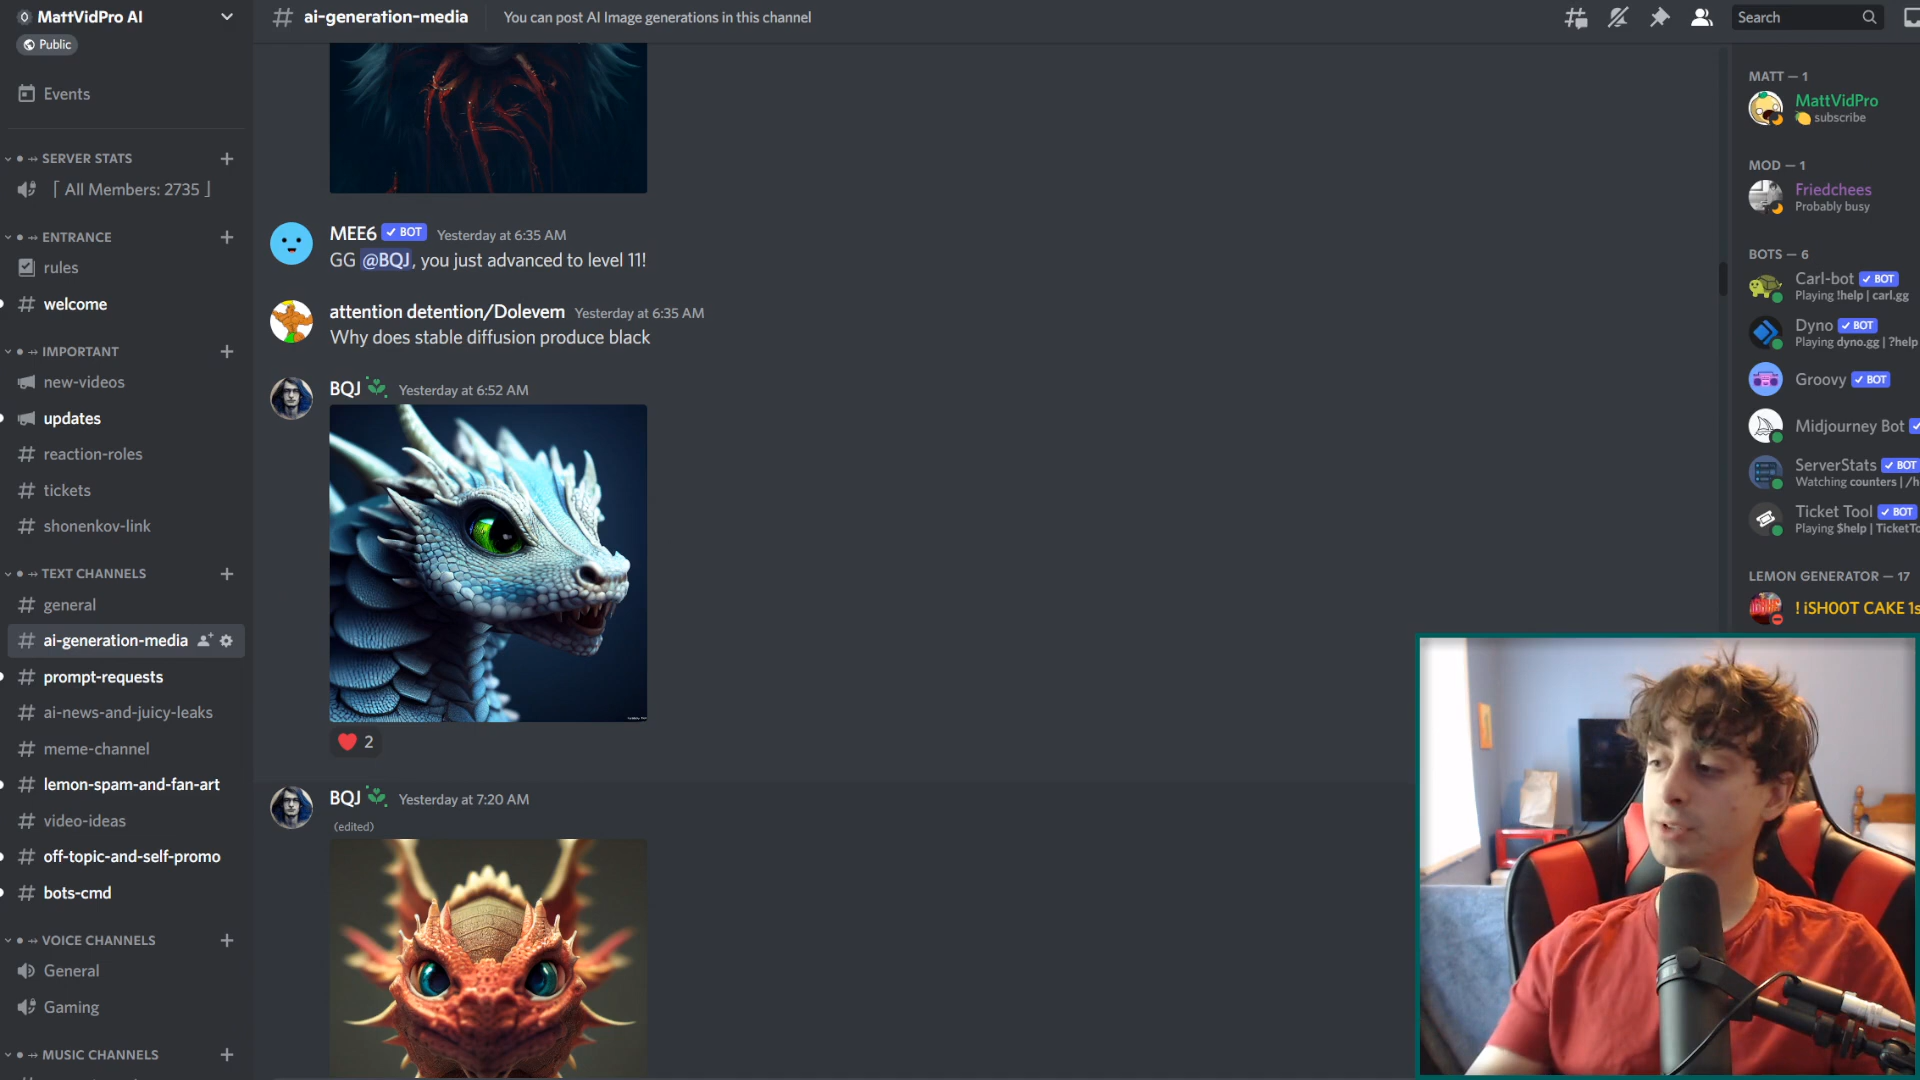 MattVidPro AI
Public
Events
SERVER STATS
⌈ All Members: 2735 ⌋
ENTRANCE
rules
welcome
IMPORTANT
new-videos
updates
reaction-roles
tickets
shonenkov-link
TEXT CHANNELS
general
ai-generation-media
prompt-requests
ai-news-and-juicy-leaks
meme-channel
lemon-spam-and-fan-art
video-ideas
off-topic-and-self-promo
bots-cmd
VOICE CHANNELS
General
Gaming
MUSIC CHANNELS
ai-generation-media
You can post AI Image generations in this channel
Search
MEE6 BOT Yesterday at 6:35 AM
GG @BQJ, you just advanced to level 11!
attention detention/Dolevem Yesterday at 6:35 AM
Why does stable diffusion produce black
BQJ Yesterday at 6:52 AM
2
BQJ Yesterday at 7:20 AM
(edited)
MATT — 1
MattVidPro
subscribe
MOD — 1
Friedchees
Probably busy
BOTS — 6
Carl-bot BOT
Playing !help | carl.gg
Dyno BOT
Playing dyno.gg | ?help
Groovy BOT
Midjourney Bot
ServerStats BOT
Watching counters | /h
Ticket Tool BOT
Playing $help | TicketTo
LEMON GENERATOR — 17
! iSH00T CAKE 1s